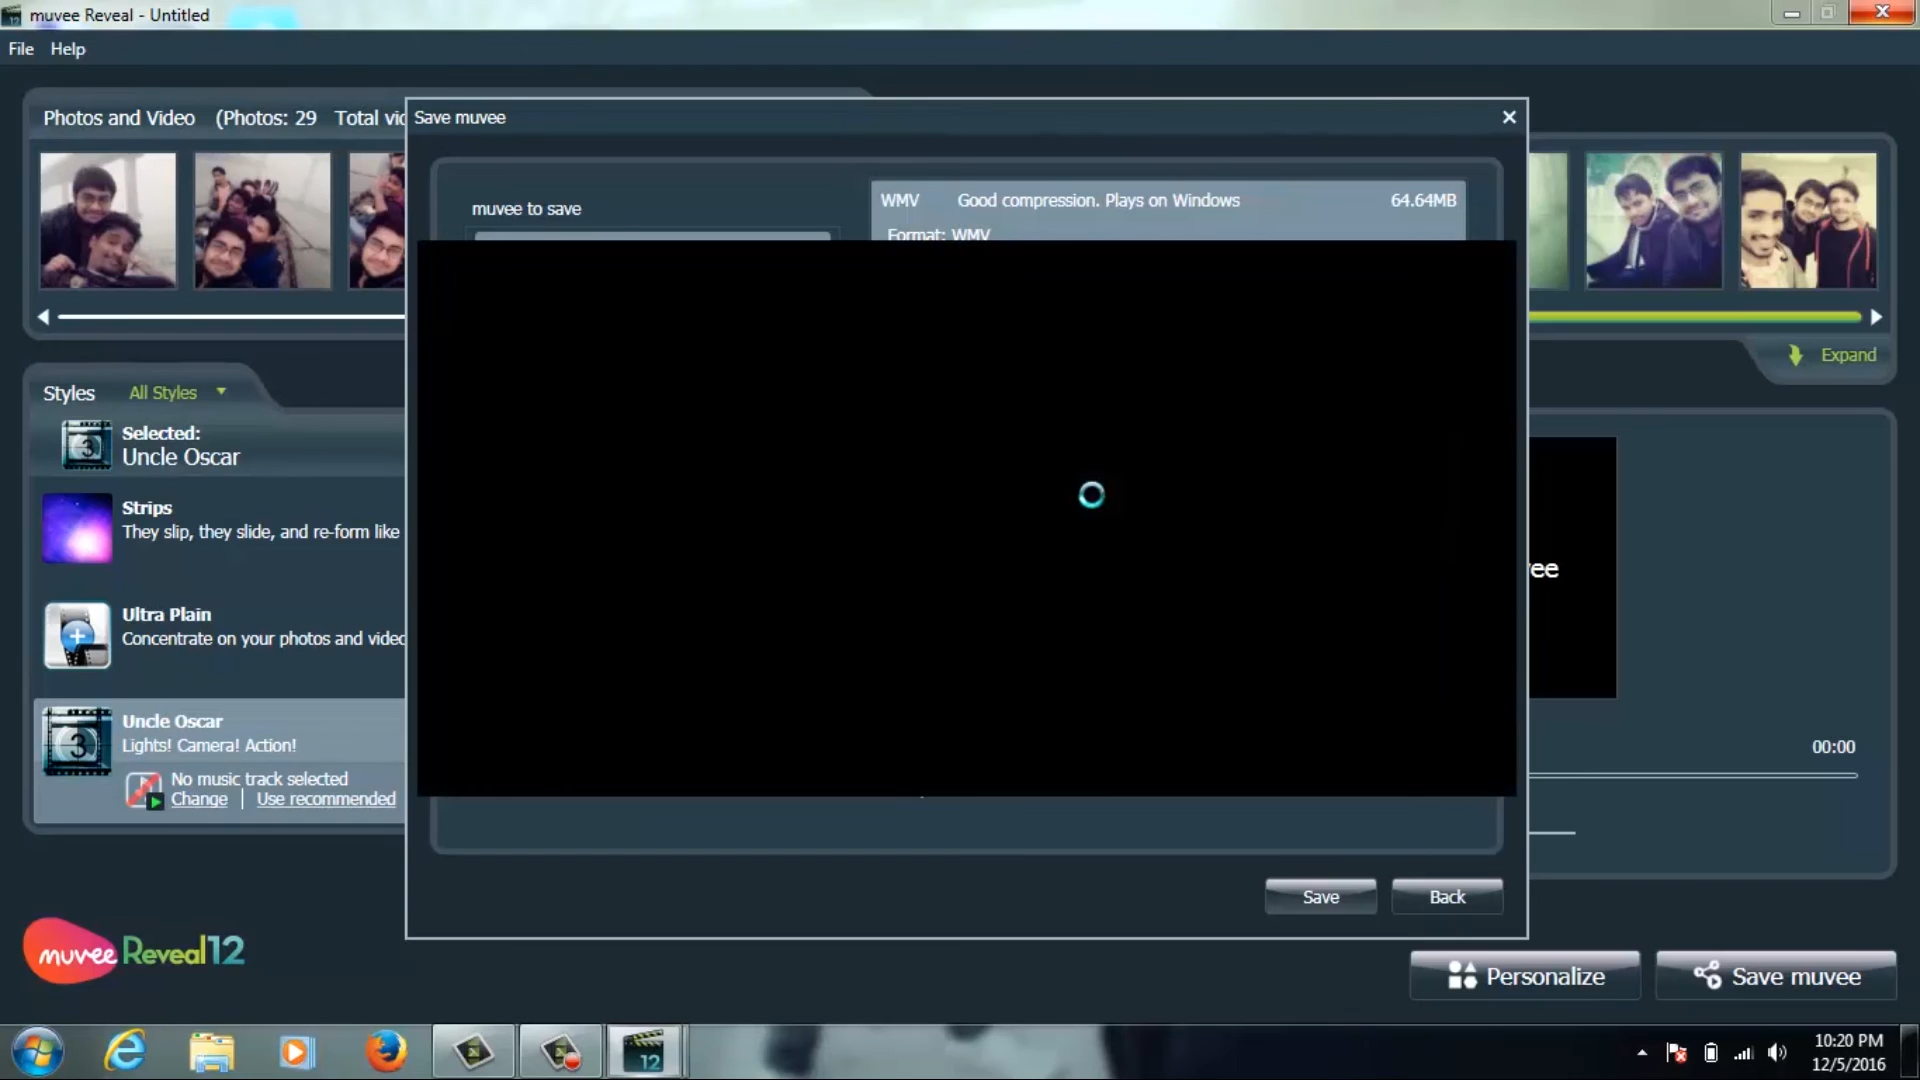 muvee Reveal - Untitled
File Help
Photos and Video (Photos: 29 Total
Save muvee
muvee to save
WMV Good compression. Plays on Windows 64.64MB
Format: WMV
Expand
Styles All Styles
Selected:
Uncle Oscar
Strips
They slip, they slide, and re-form like
Ultra Plain
Concentrate on your photos and video
Uncle Oscar
Lights! Camera! Action!
No music track selected
Change | Use recommended
00:00
Save Back
muvee Reveal12
Personalize Save muvee
12
10:20 PM
12/5/2016